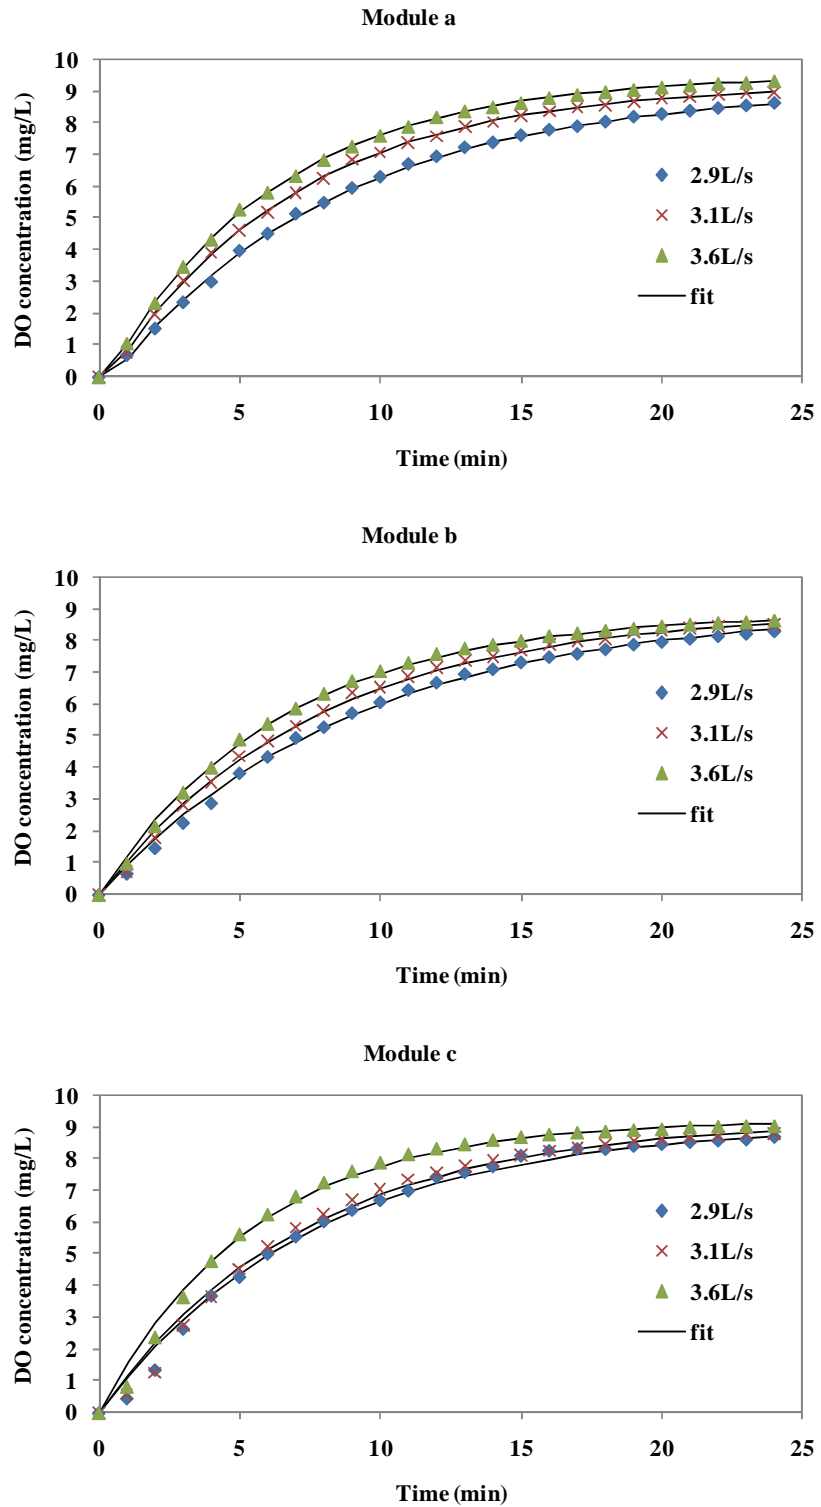 Module a
DO concentration (mg/L)
10
9
8
7
6
5
4
3
2
1
0
0 5 10 15 20 25
Time (min)
2.9L/s
3.1L/s
3.6L/s
fit
Module b
DO concentration (mg/L)
10
9
8
7
6
5
4
3
2
1
0
0 5 10 15 20 25
Time (min)
2.9L/s
3.1L/s
3.6L/s
fit
Module c
DO concentration (mg/L)
10
9
8
7
6
5
4
3
2
1
0
0 5 10 15 20 25
Time (min)
2.9L/s
3.1L/s
3.6L/s
fit